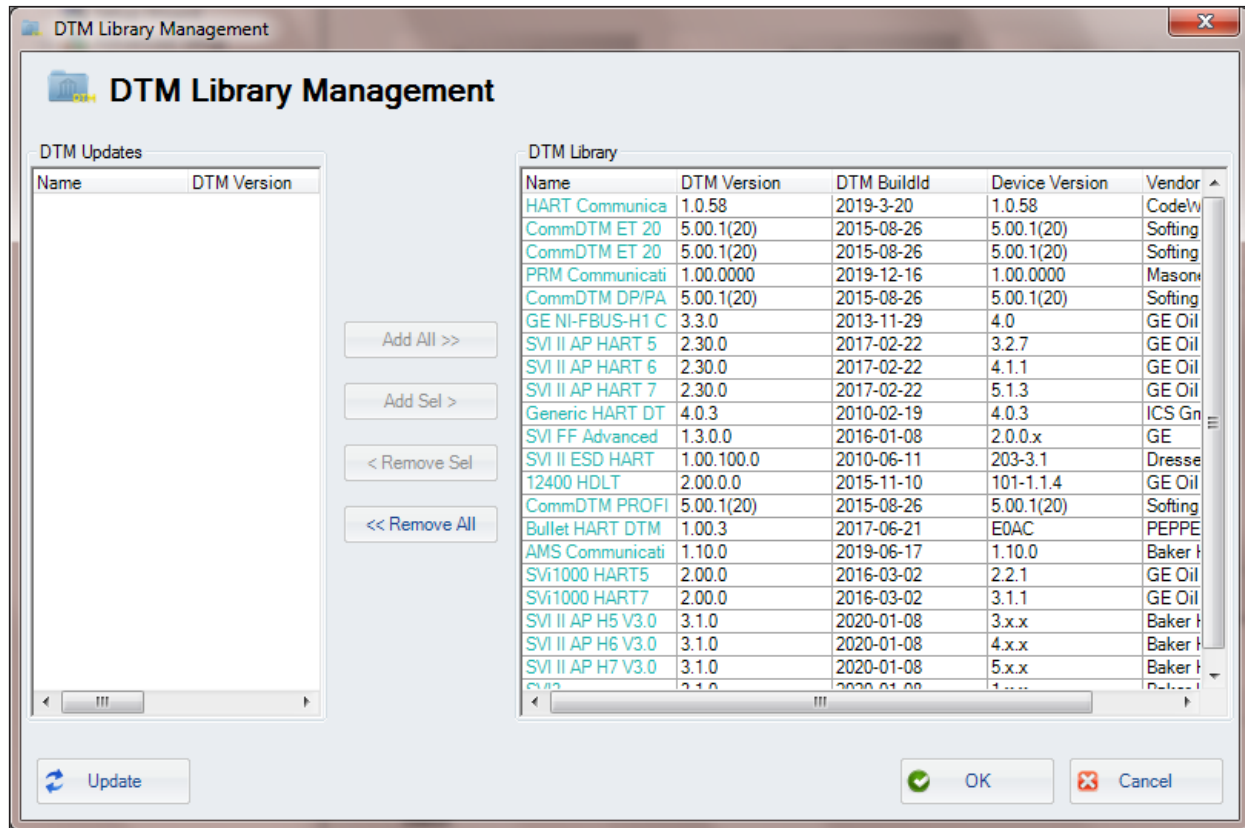 DTM Library Management
DTM Library Management
DTM Updates
Name DTM Version
Add All >>
Add Sel >
< Remove Sel
<< Remove All
DTM Library
Name DTM Version DTM BuildId Device Version Vendor
HART Communica 1.0.58 2019-3-20 1.0.58 CodeW
CommDTM ET 20 5.00.1(20) 2015-08-26 5.00.1(20) Softing
CommDTM ET 20 5.00.1(20) 2015-08-26 5.00.1(20) Softing
PRM Communicati 1.00.0000 2019-12-16 1.00.0000 Masone
CommDTM DP/PA 5.00.1(20) 2015-08-26 5.00.1(20) Softing
GE NI-FBUS-H1 C 3.3.0 2013-11-29 4.0 GE Oil
SVI II AP HART 5 2.30.0 2017-02-22 3.2.7 GE Oil
SVI II AP HART 6 2.30.0 2017-02-22 4.1.1 GE Oil
SVI II AP HART 7 2.30.0 2017-02-22 5.1.3 GE Oil
Generic HART DT 4.0.3 2010-02-19 4.0.3 ICS Gm
SVI FF Advanced 1.3.0.0 2016-01-08 2.0.0.x GE
SVI II ESD HART 1.00.100.0 2010-06-11 203-3.1 Dresse
12400 HDLT 2.00.0.0 2015-11-10 101-1.1.4 GE Oil
CommDTM PROFI 5.00.1(20) 2015-08-26 5.00.1(20) Softing
Bullet HART DTM 1.00.3 2017-06-21 E0AC PEPPE
AMS Communicati 1.10.0 2019-06-17 1.10.0 Baker H
SVi1000 HART5 2.00.0 2016-03-02 2.2.1 GE Oil
SVi1000 HART7 2.00.0 2016-03-02 3.1.1 GE Oil
SVI II AP H5 V3.0 3.1.0 2020-01-08 3.x.x Baker H
SVI II AP H6 V3.0 3.1.0 2020-01-08 4.x.x Baker H
SVI II AP H7 V3.0 3.1.0 2020-01-08 5.x.x Baker H
Update
OK
Cancel